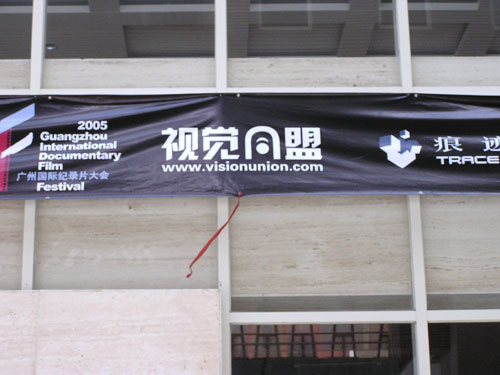 2005
Guangzhou
International
Documentary
Film
广州国际纪录片大会
Festival
视觉同盟
www.visionunion.com
痕迹
TRACE